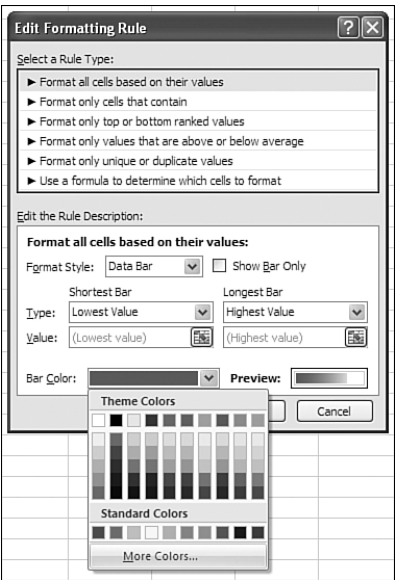 Edit Formatting Rule
Select a Rule Type:
► Format all cells based on their values
► Format only cells that contain
► Format only top or bottom ranked values
► Format only values that are above or below average
► Format only unique or duplicate values
► Use a formula to determine which cells to format
Edit the Rule Description:
Format all cells based on their values:
Format Style: Data Bar Show Bar Only
Shortest Bar Longest Bar
Type: Lowest Value Highest Value
Value: (Lowest value) (Highest value)
Bar Color: Preview:
Theme Colors
Cancel
Standard Colors
More Colors...